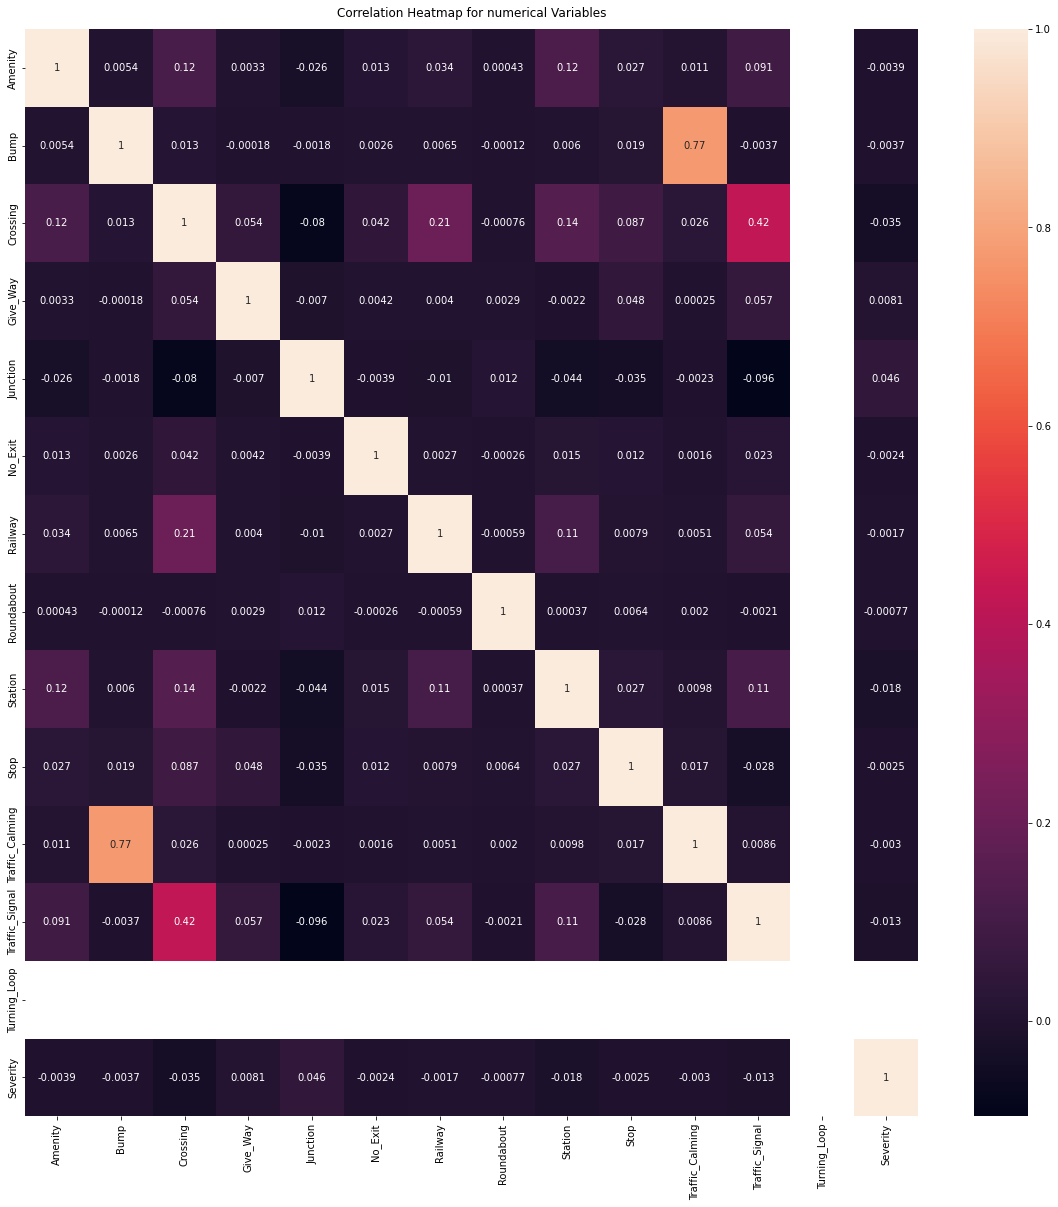 Correlation Heatmap for numerical Variables
Amenity 1 0.0054 0.12 0.0033 -0.026 0.013 0.034 0.00043 0.12 0.027 0.011 0.091 -0.0039
Bump 0.0054 1 0.013 -0.00018 -0.0018 0.0026 0.0065 -0.00012 0.006 0.019 0.77 -0.0037 -0.0037
Crossing 0.12 0.013 1 0.054 -0.08 0.042 0.21 -0.00076 0.14 0.087 0.026 0.42 -0.035
Give_Way 0.0033 -0.00018 0.054 1 -0.007 0.0042 0.004 0.0029 -0.0022 0.048 0.00025 0.057 0.0081
Junction -0.026 -0.0018 -0.08 -0.007 1 -0.0039 -0.01 0.012 -0.044 -0.035 -0.0023 -0.096 0.046
No_Exit 0.013 0.0026 0.042 0.0042 -0.0039 1 0.0027 -0.00026 0.015 0.012 0.0016 0.023 -0.0024
Railway 0.034 0.0065 0.21 0.004 -0.01 0.0027 1 -0.00059 0.11 0.0079 0.0051 0.054 -0.0017
Roundabout 0.00043 -0.00012 -0.00076 0.0029 0.012 -0.00026 -0.00059 1 0.00037 0.0064 0.002 -0.0021 -0.00077
Station 0.12 0.006 0.14 -0.0022 -0.044 0.015 0.11 0.00037 1 0.027 0.0098 0.11 -0.018
Stop 0.027 0.019 0.087 0.048 -0.035 0.012 0.0079 0.0064 0.027 1 0.017 -0.028 -0.0025
Traffic_Calming 0.011 0.77 0.026 0.00025 -0.0023 0.0016 0.0051 0.002 0.0098 0.017 1 0.0086 -0.003
Traffic_Signal 0.091 -0.0037 0.42 0.057 -0.096 0.023 0.054 -0.0021 0.11 -0.028 0.0086 1 -0.013
Turning_Loop
Severity -0.0039 -0.0037 -0.035 0.0081 0.046 -0.0024 -0.0017 -0.00077 -0.018 -0.0025 -0.003 -0.013 1
Amenity Bump Crossing Give_Way Junction No_Exit Railway Roundabout Station Stop Traffic_Calming Traffic_Signal Turning_Loop Severity
1.0
0.8
0.6
0.4
0.2
0.0